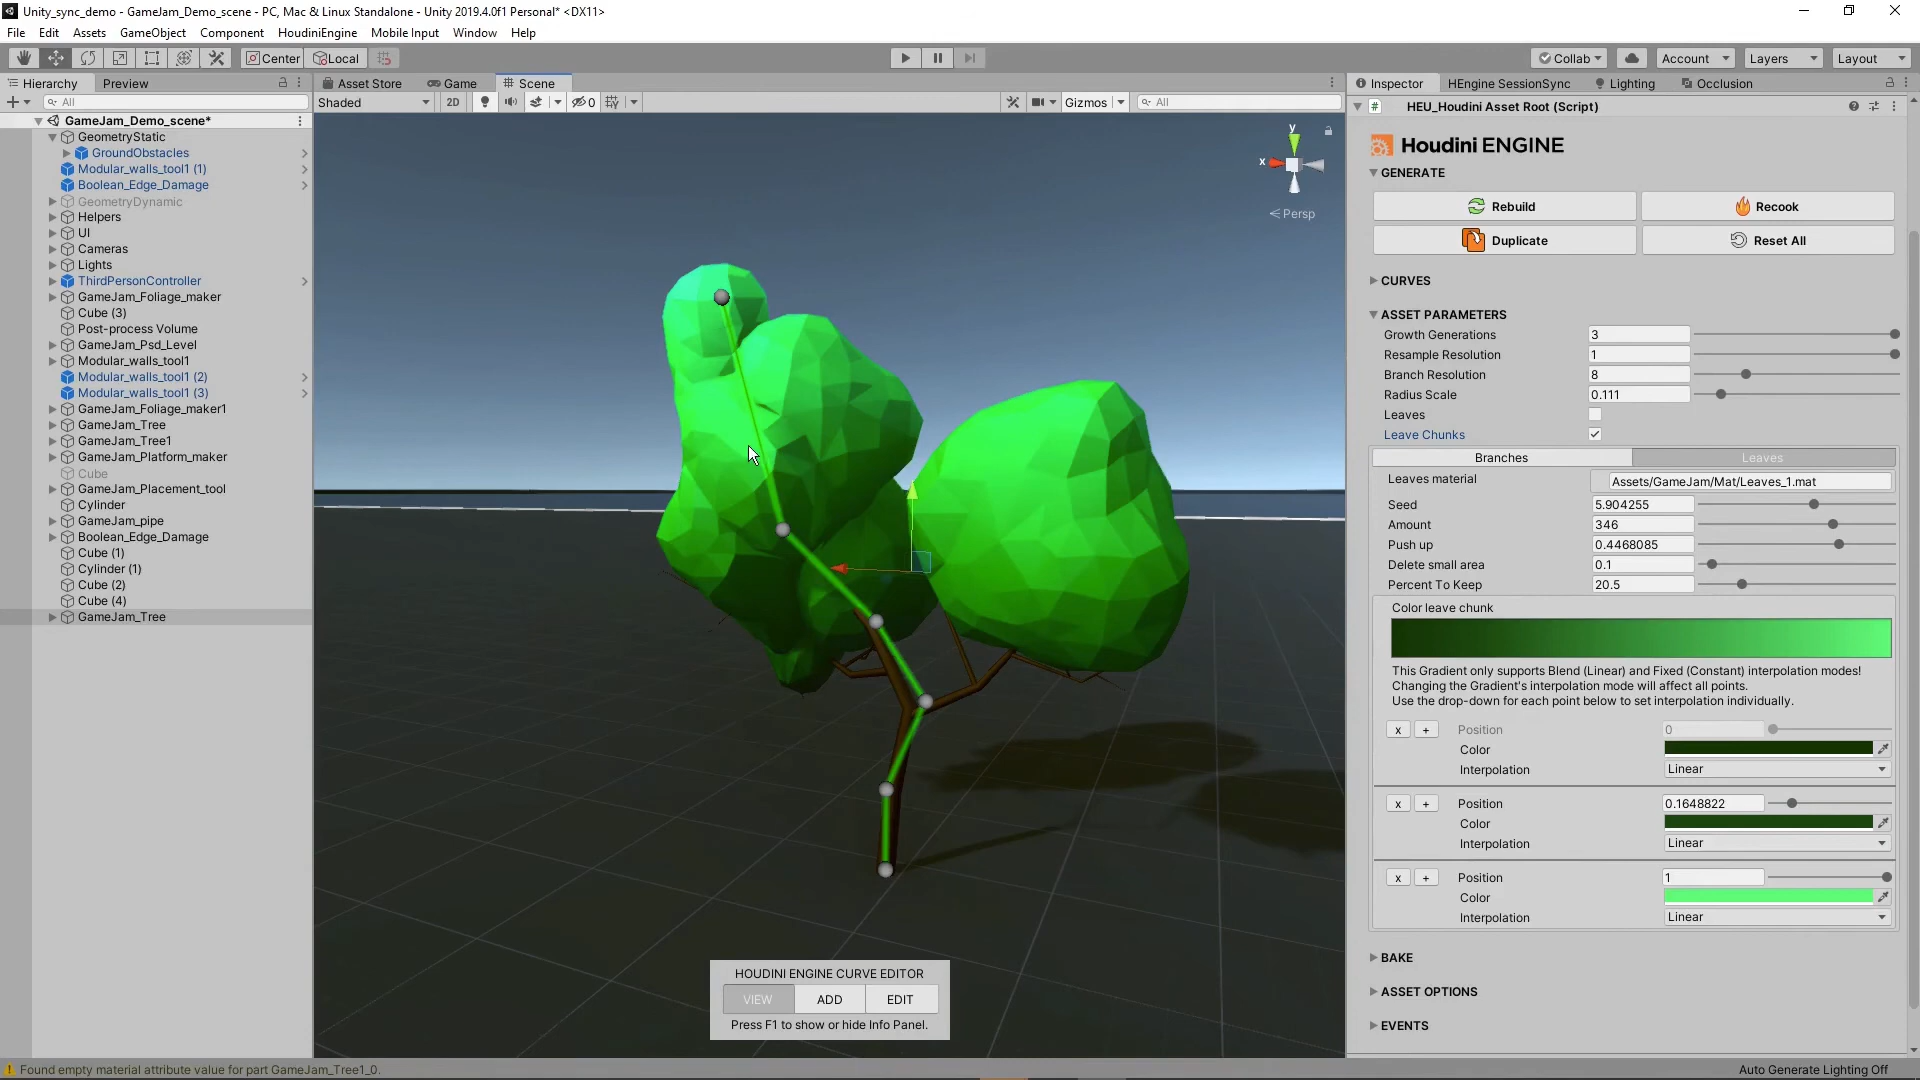 Unity_sync_demo - GameJam_Demo_scene - PC, Mac & Linux Standalone - Unity 2019.4.0f1 Personal* <DX11>
File Edit Assets GameObject Component HoudiniEngine Mobile Input Window Help
Center Local Collab Account Layers Layout
Hierarchy Preview Asset Store Game Scene Inspector HEngine SessionSync Lighting Occlusion
All Shaded 2D 0 Gizmos All
HEU_Houdini Asset Root (Script)
GameJam_Demo_scene*
GeometryStatic
GroundObstacles
Modular_walls_tool1 (1)
Boolean_Edge_Damage
GeometryDynamic
Helpers
UI
Cameras
Lights
ThirdPersonController
GameJam_Foliage_maker
Cube (3)
Post-process Volume
GameJam_Psd_Level
Modular_walls_tool1
Modular_walls_tool1 (2)
Modular_walls_tool1 (3)
GameJam_Foliage_maker1
GameJam_Tree
GameJam_Tree1
GameJam_Platform_maker
Cube
GameJam_Placement_tool
Cylinder
GameJam_pipe
Boolean_Edge_Damage
Cube (1)
Cylinder (1)
Cube (2)
Cube (4)
GameJam_Tree
y
x
Persp
HOUDINI ENGINE CURVE EDITOR
VIEW ADD EDIT
Press F1 to show or hide Info Panel.
Houdini ENGINE
GENERATE
Rebuild Recook
Duplicate Reset All
CURVES
ASSET PARAMETERS
Growth Generations 3
Resample Resolution 1
Branch Resolution 8
Radius Scale 0.111
Leaves
Leave Chunks
Branches Leaves
Leaves material Assets/GameJam/Mat/Leaves_1.mat
Seed 5.904255
Amount 346
Push up 0.4468085
Delete small area 0.1
Percent To Keep 20.5
Color leave chunk
This Gradient only supports Blend (Linear) and Fixed (Constant) interpolation modes!
Changing the Gradient's interpolation mode will affect all points.
Use the drop-down for each point below to set interpolation individually.
x + Position 0
Color
Interpolation Linear
x + Position 0.1648822
Color
Interpolation Linear
x + Position 1
Color
Interpolation Linear
BAKE
ASSET OPTIONS
EVENTS
Found empty material attribute value for part GameJam_Tree1_0.
Auto Generate Lighting Off